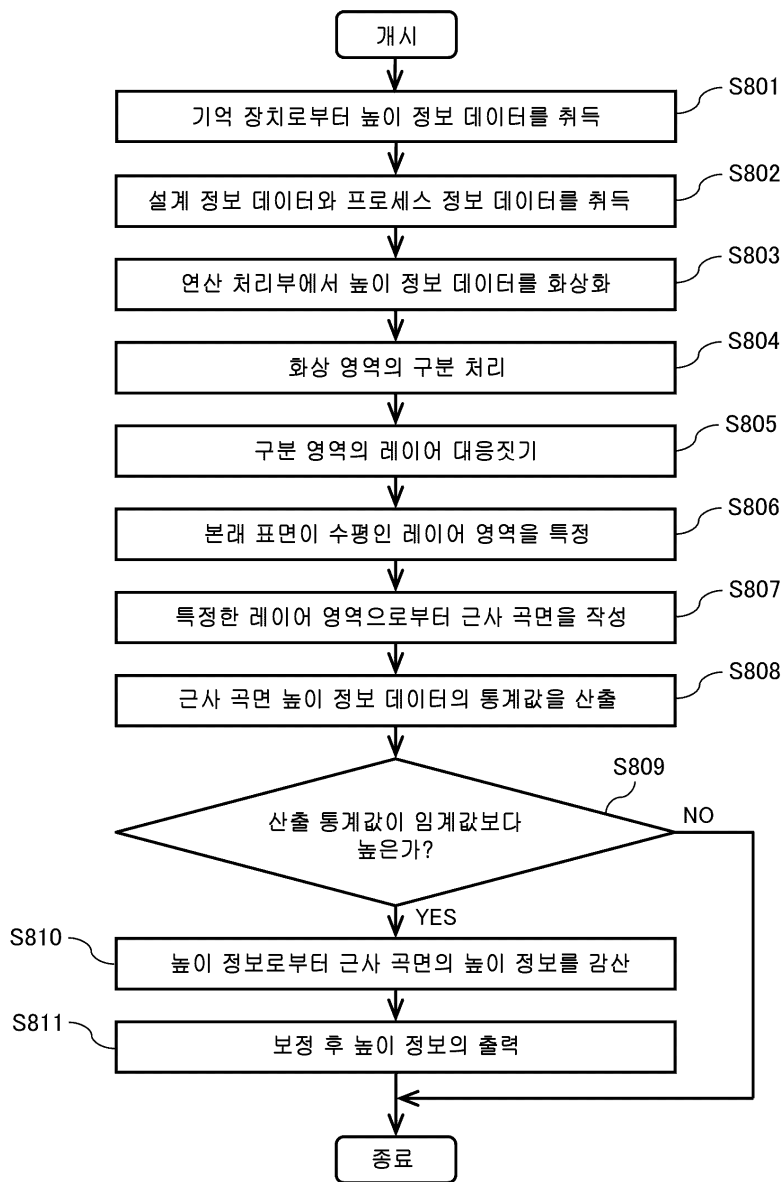 개시
기억 장치로부터 높이 정보 데이터를 취득
S801
설계 정보 데이터와 프로세스 정보 데이터를 취득
S802
연산 처리부에서 높이 정보 데이터를 화상화
S803
화상 영역의 구분 처리
S804
구분 영역의 레이어 대응짓기
S805
본래 표면이 수평인 레이어 영역을 특정
S806
특정한 레이어 영역으로부터 근사 곡면을 작성
S807
근사 곡면 높이 정보 데이터의 통계값을 산출
S808
S809
산출 통계값이 임계값보다
높은가?
NO
YES
S810
높이 정보로부터 근사 곡면의 높이 정보를 감산
S811
보정 후 높이 정보의 출력
종료